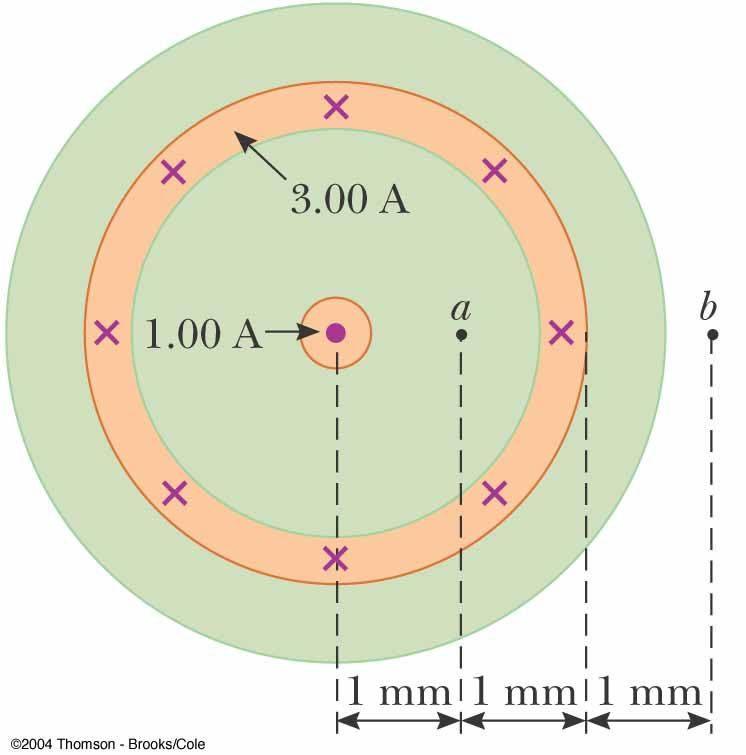 3.00 A
1.00 A
a
b
1 mm 1 mm 1 mm
©2004 Thomson - Brooks/Cole